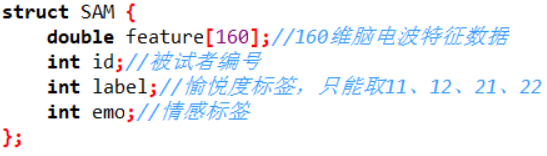 struct SAM {
double feature[160];//160维脑电波特征数据
int id;//被试者编号
int label;//愉悦度标签，只能取11、12、21、22
int emo;//情感标签
};